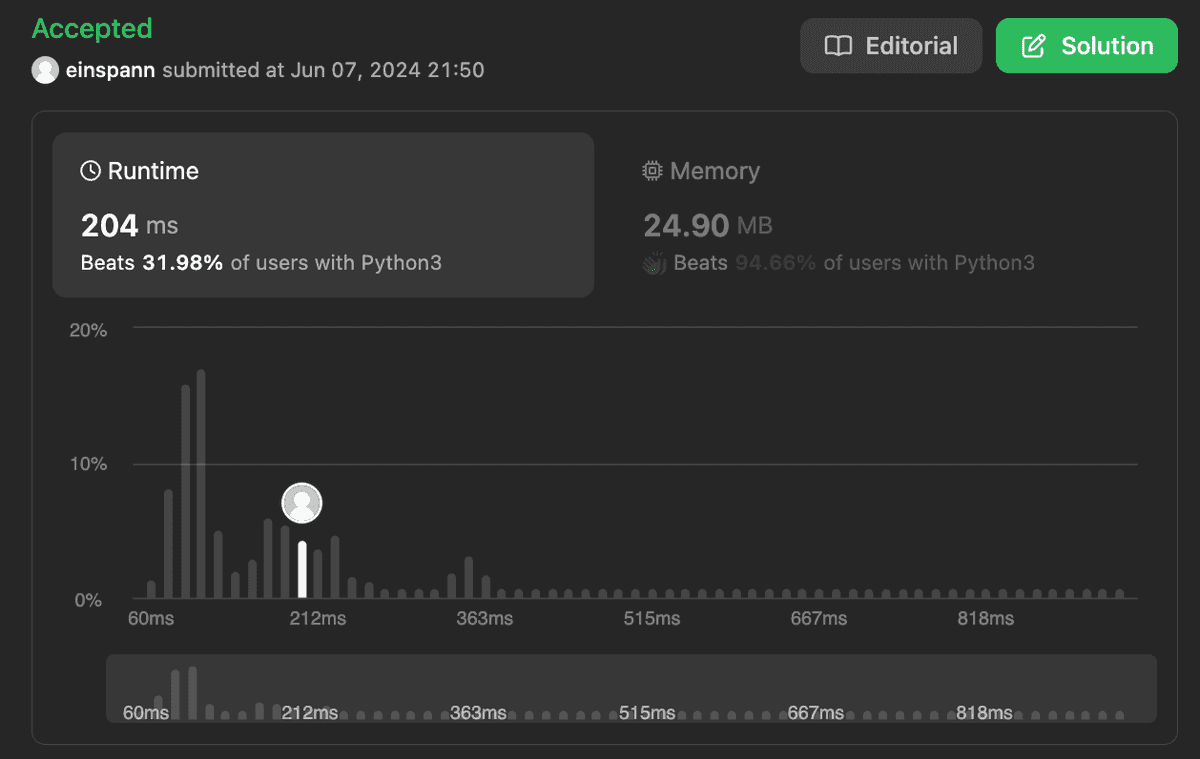 Accepted
Editorial
Solution
einspann submitted at Jun 07, 2024 21:50
Runtime
Memory
204 ms
24.90 MB
Beats 31.98% of users with Python3
Beats 94.66% of users with Python3
20%
10%
0%
60ms 212ms 363ms 515ms 667ms 818ms
60ms 212ms 363ms 515ms 667ms 818ms